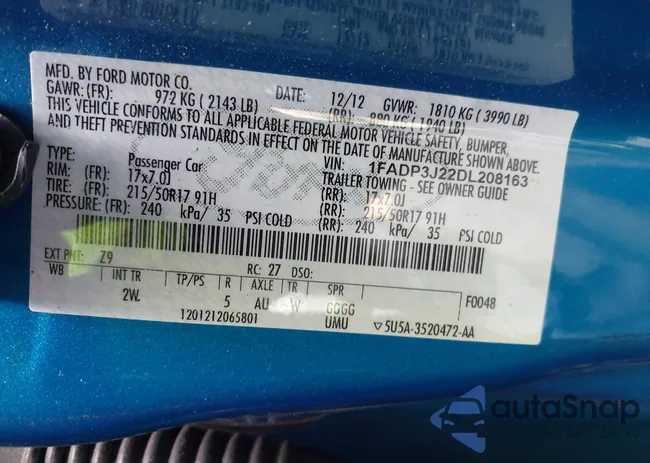 MFD. BY FORD MOTOR CO.
DATE: 12/12 GVWR: 1810 KG ( 3990 LB)
GAWR: (FR): 972 KG ( 2143 LB) (RR): 880 KG ( 1940 LB)
THIS VEHICLE CONFORMS TO ALL APPLICABLE FEDERAL MOTOR VEHICLE SAFETY, BUMPER,
AND THEFT PREVENTION STANDARDS IN EFFECT ON THE DATE OF MANUFACTURE SHOWN ABOVE.
VIN: 1FADP3J22DL208163
TYPE: Passenger Car TRAILER TOWING - SEE OWNER GUIDE
RIM: (FR): 17x7.0J (RR): 17x7.0J
TIRE: (FR): 215/50R17 91H (RR): 215/50R17 91H
PRESSURE: (FR): 240 kPa/ 35 PSI COLD (RR): 240 kPa/ 35 PSI COLD
EXT PNT: Z9 RC: 27 DSO:
WB INT TR TP/PS R AXLE TR SPR F0048
2W. 5 AU W GGGG
1201212065801 UMU 5U5A-3520472-AA
autoSnap